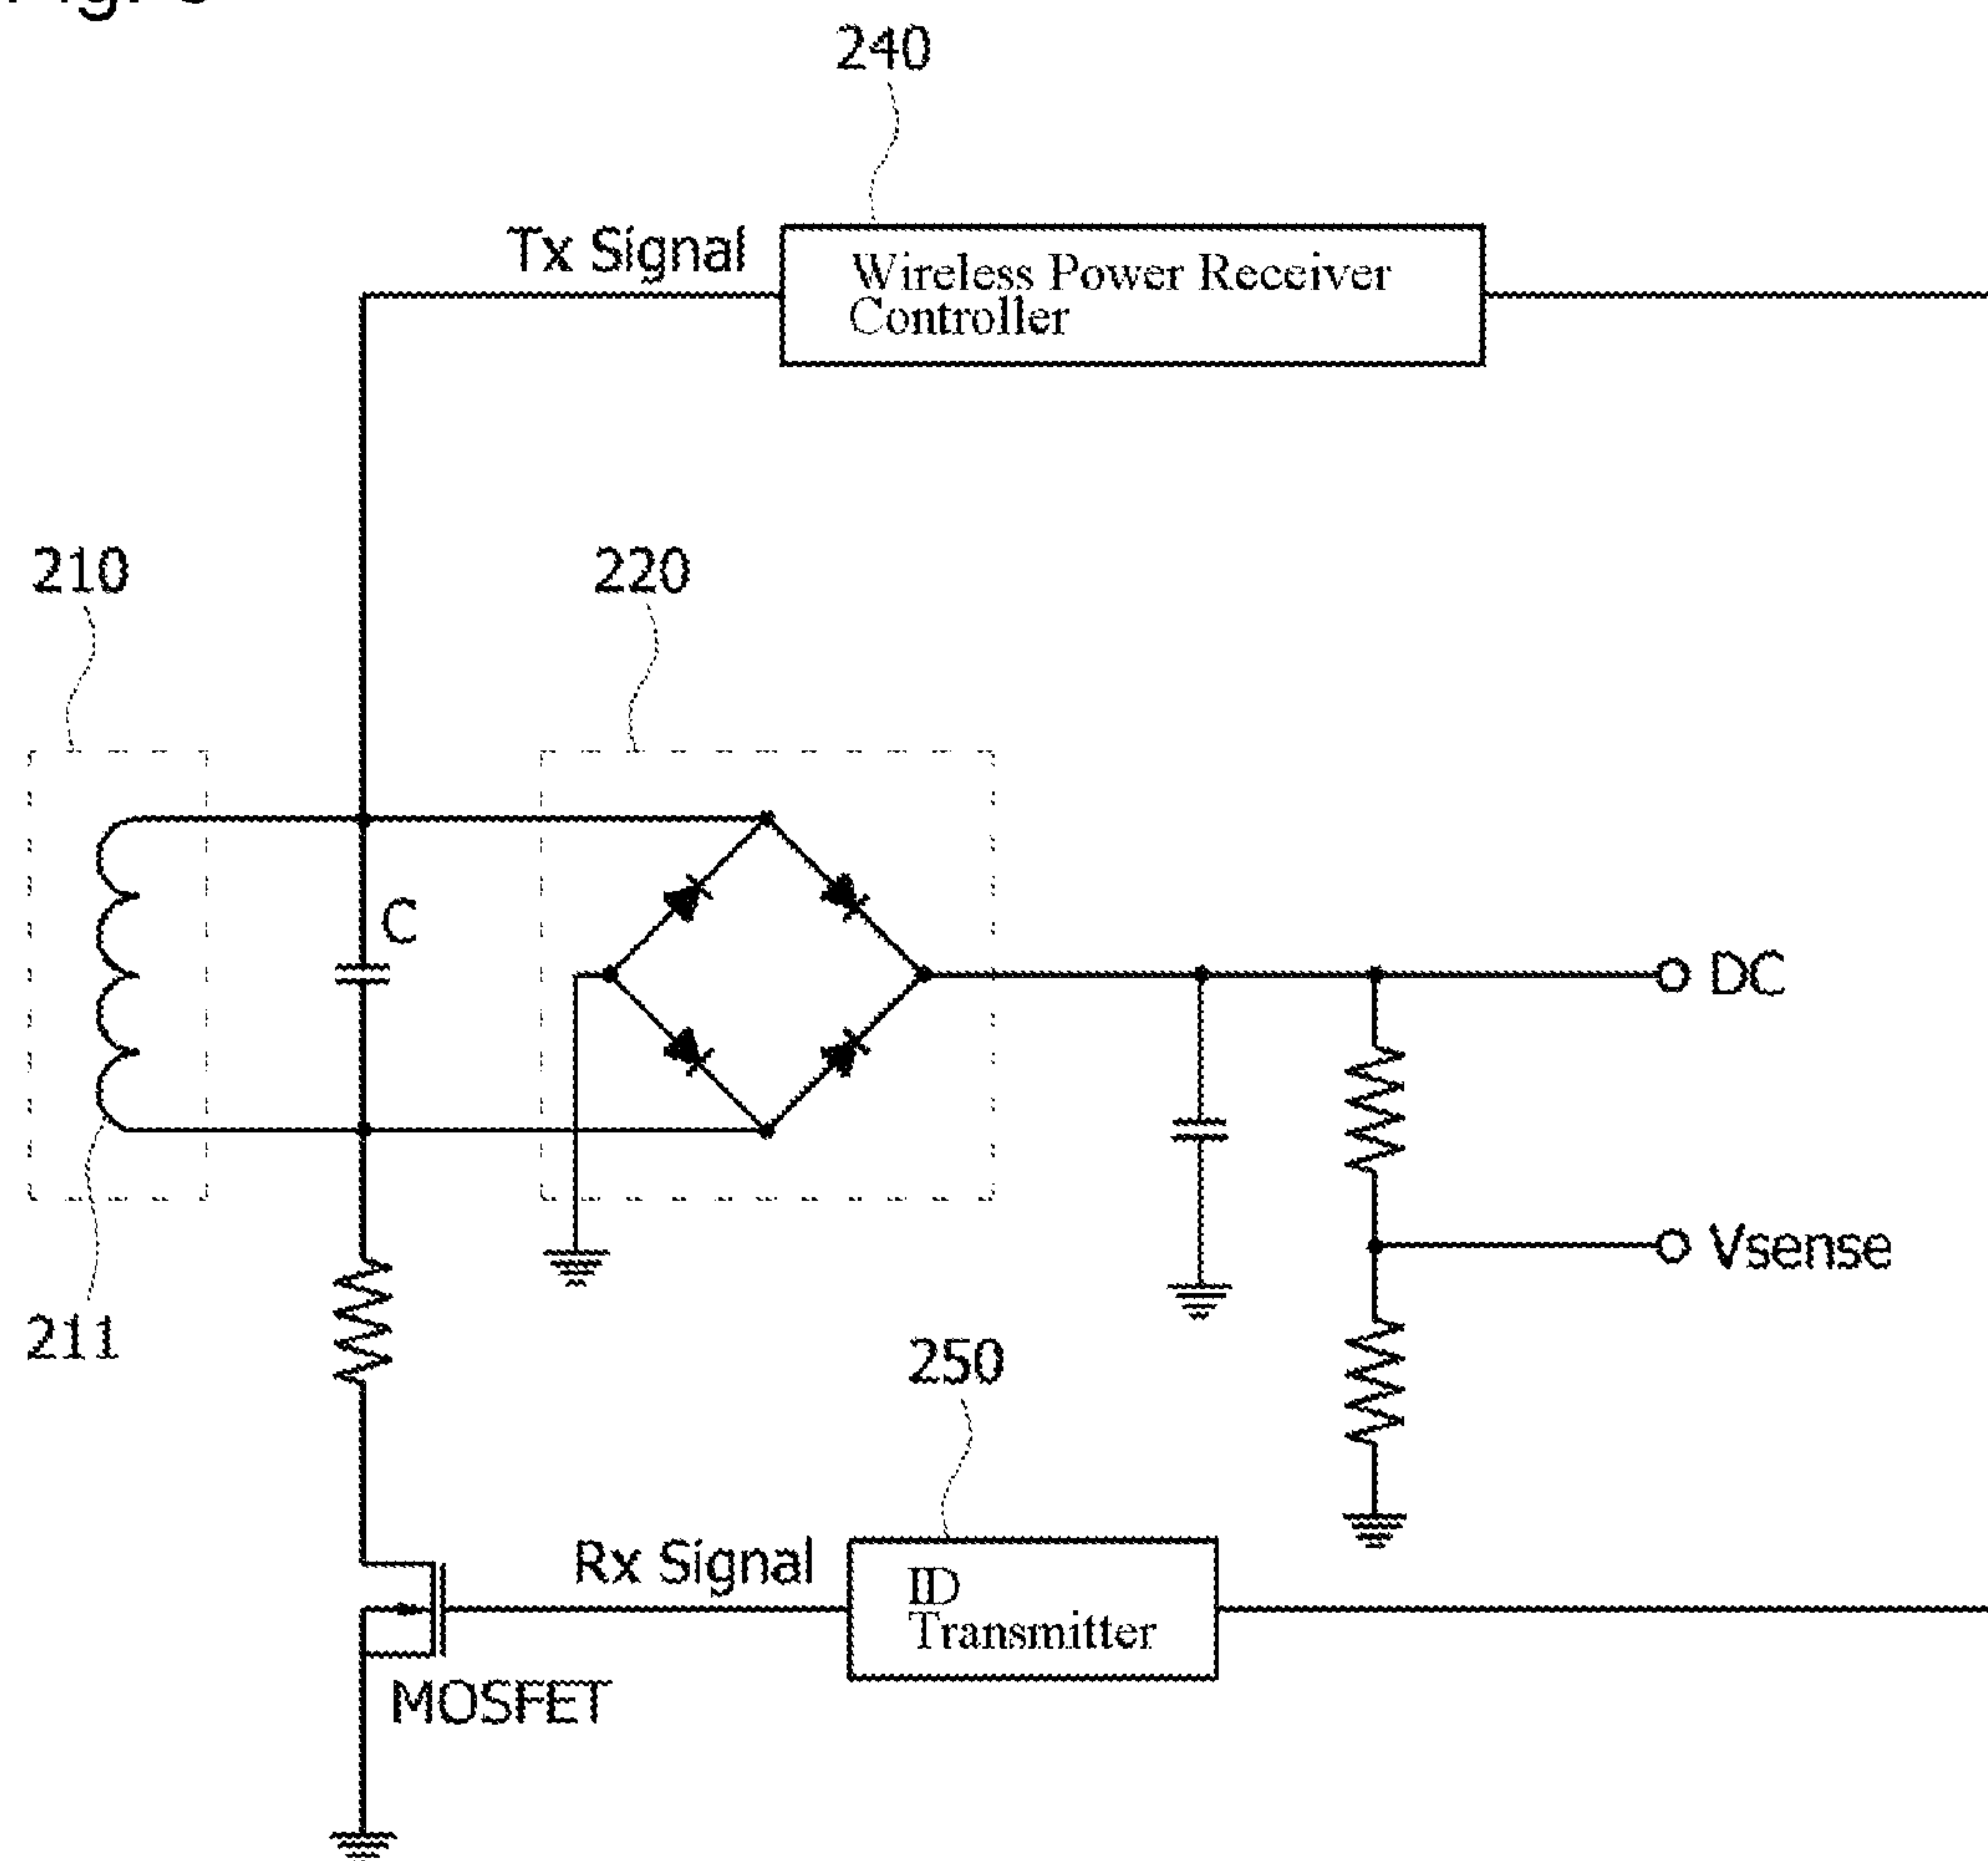 240
Tx Signal
Wireless Power Receiver
Controller
210
220
C
DC
Vsense
211
250
Rx Signal
ID
Transmitter
MOSFET